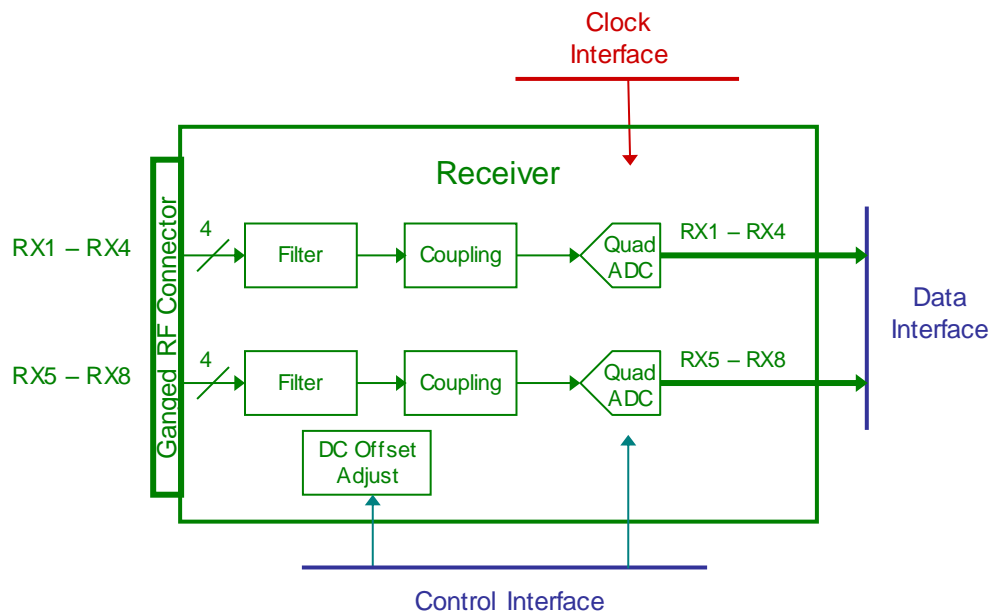 Clock
Interface
Receiver
Ganged RF Connector
RX1 – RX4
4
Filter
Coupling
Quad
ADC
RX1 – RX4
Data
Interface
RX5 – RX8
4
Filter
Coupling
Quad
ADC
RX5 – RX8
DC Offset
Adjust
Control Interface